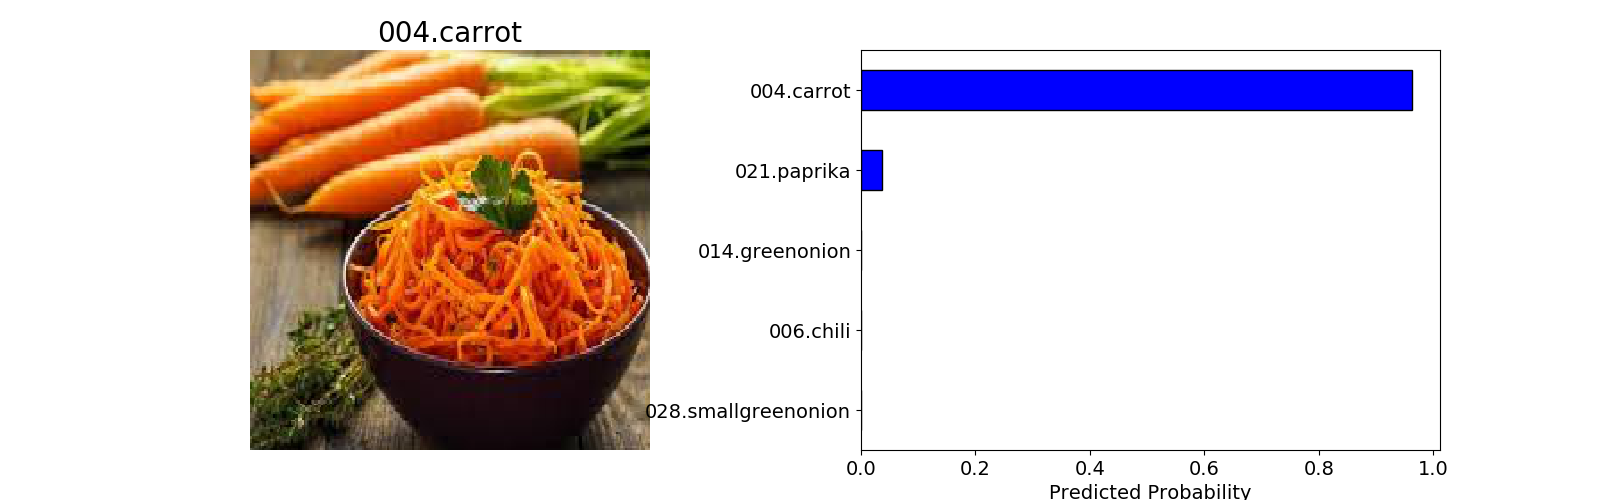 004.carrot
004.carrot
021.paprika
014.greenonion
006.chili
028.smallgreenonion
0.0 0.2 0.4 0.6 0.8 1.0
Predicted Probability